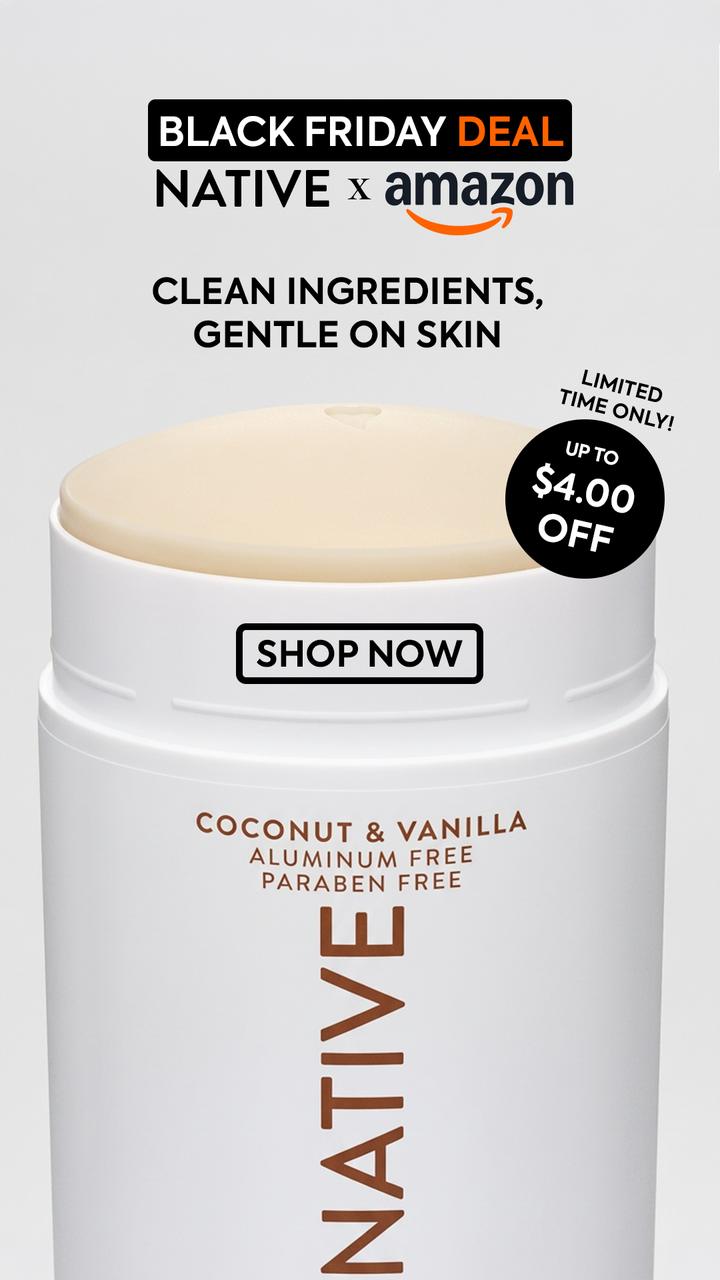 BLACK FRIDAY DEAL
NATIVE x amazon
CLEAN INGREDIENTS,
GENTLE ON SKIN
LIMITED
TIME ONLY!
UP TO
$4.00
OFF
SHOP NOW
COCONUT & VANILLA
ALUMINUM FREE
PARABEN FREE
NATIVE